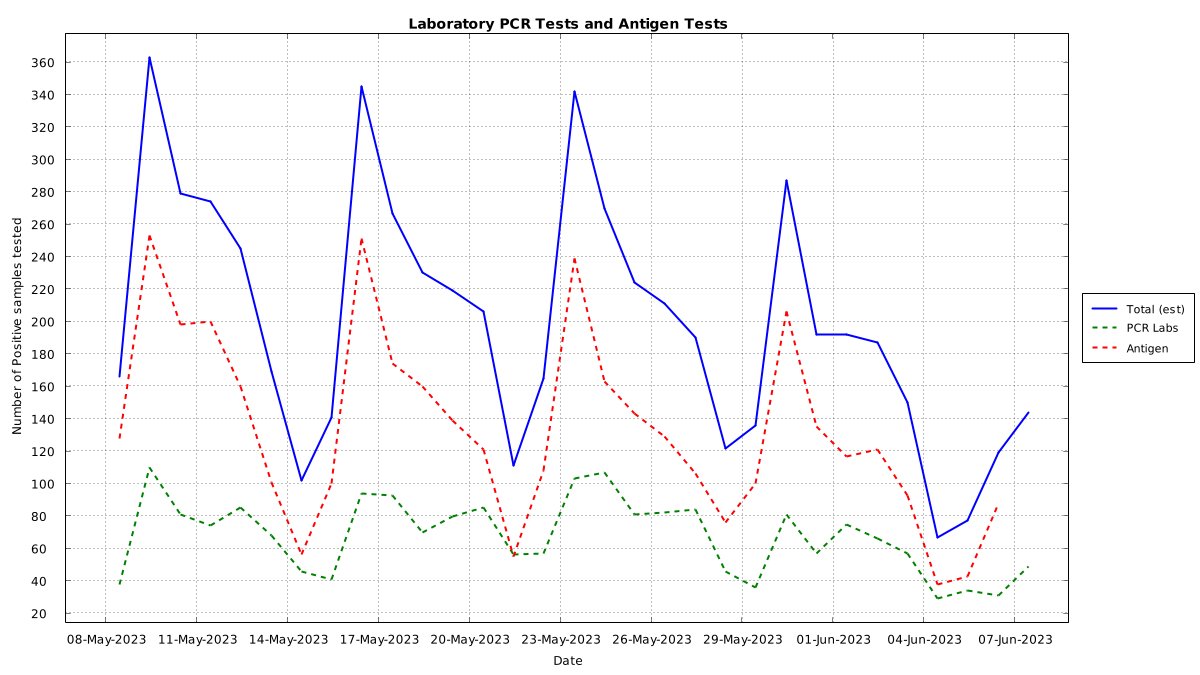 Laboratory PCR Tests and Antigen Tests
Number of Positive samples tested
360
340
320
300
280
260
240
220
200
180
160
140
120
100
80
60
40
20
08-May-2023 11-May-2023 14-May-2023 17-May-2023 20-May-2023 23-May-2023 26-May-2023 29-May-2023 01-Jun-2023 04-Jun-2023 07-Jun-2023
Date
Total (est)
PCR Labs
Antigen